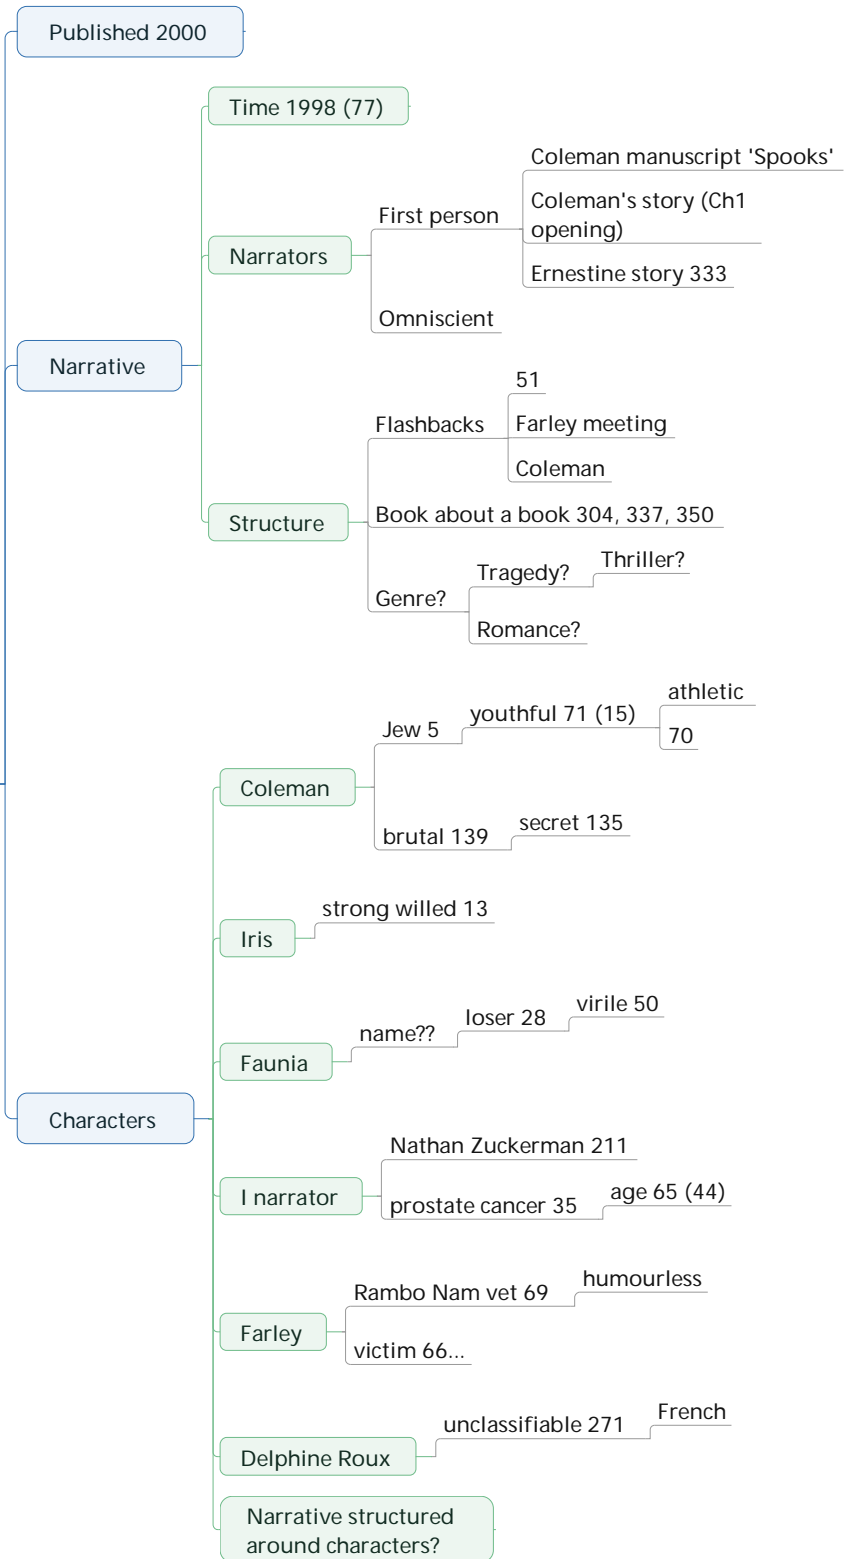 Published 2000
Narrative
Time 1998 (77)
Narrators
First person
Coleman manuscript 'Spooks'
Coleman's story (Ch1
opening)
Ernestine story 333
Omniscient
Structure
Flashbacks
51
Farley meeting
Coleman
Book about a book 304, 337, 350
Genre?
Tragedy?
Thriller?
Romance?
Characters
Coleman
Jew 5
youthful 71 (15)
athletic
70
brutal 139
secret 135
Iris
strong willed 13
Faunia
name??
loser 28
virile 50
I narrator
Nathan Zuckerman 211
prostate cancer 35
age 65 (44)
Farley
Rambo Nam vet 69
humourless
victim 66...
Delphine Roux
unclassifiable 271
French
Narrative structured
around characters?